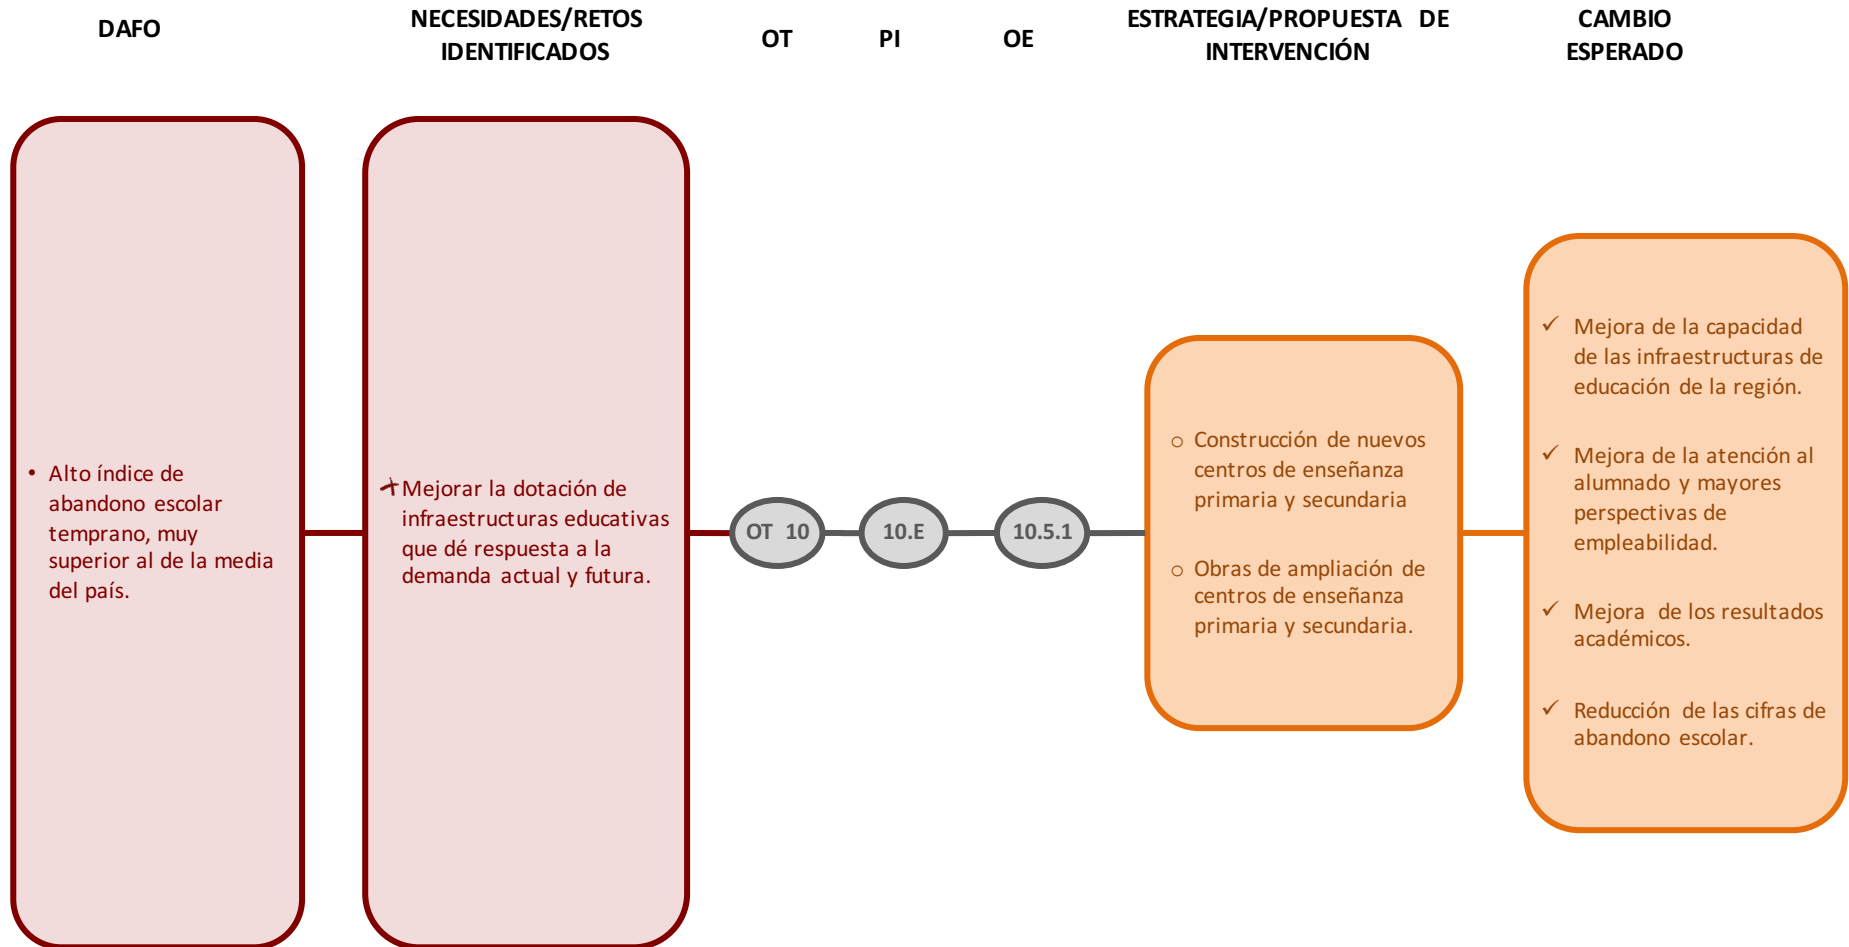 DAFO
NECESIDADES/RETOS
IDENTIFICADOS
OT
PI
OE
ESTRATEGIA/PROPUESTA DE
INTERVENCIÓN
CAMBIO
ESPERADO
• Alto índice de
abandono escolar
temprano, muy
superior al de la media
del país.
Mejorar la dotación de
infraestructuras educativas
que dé respuesta a la
demanda actual y futura.
OT 10
10.E
10.5.1
o Construcción de nuevos
centros de enseñanza
primaria y secundaria
o Obras de ampliación de
centros de enseñanza
primaria y secundaria.
✓ Mejora de la capacidad
de las infraestructuras de
educación de la región.
✓ Mejora de la atención al
alumnado y mayores
perspectivas de
empleabilidad.
✓ Mejora de los resultados
académicos.
✓ Reducción de las cifras de
abandono escolar.